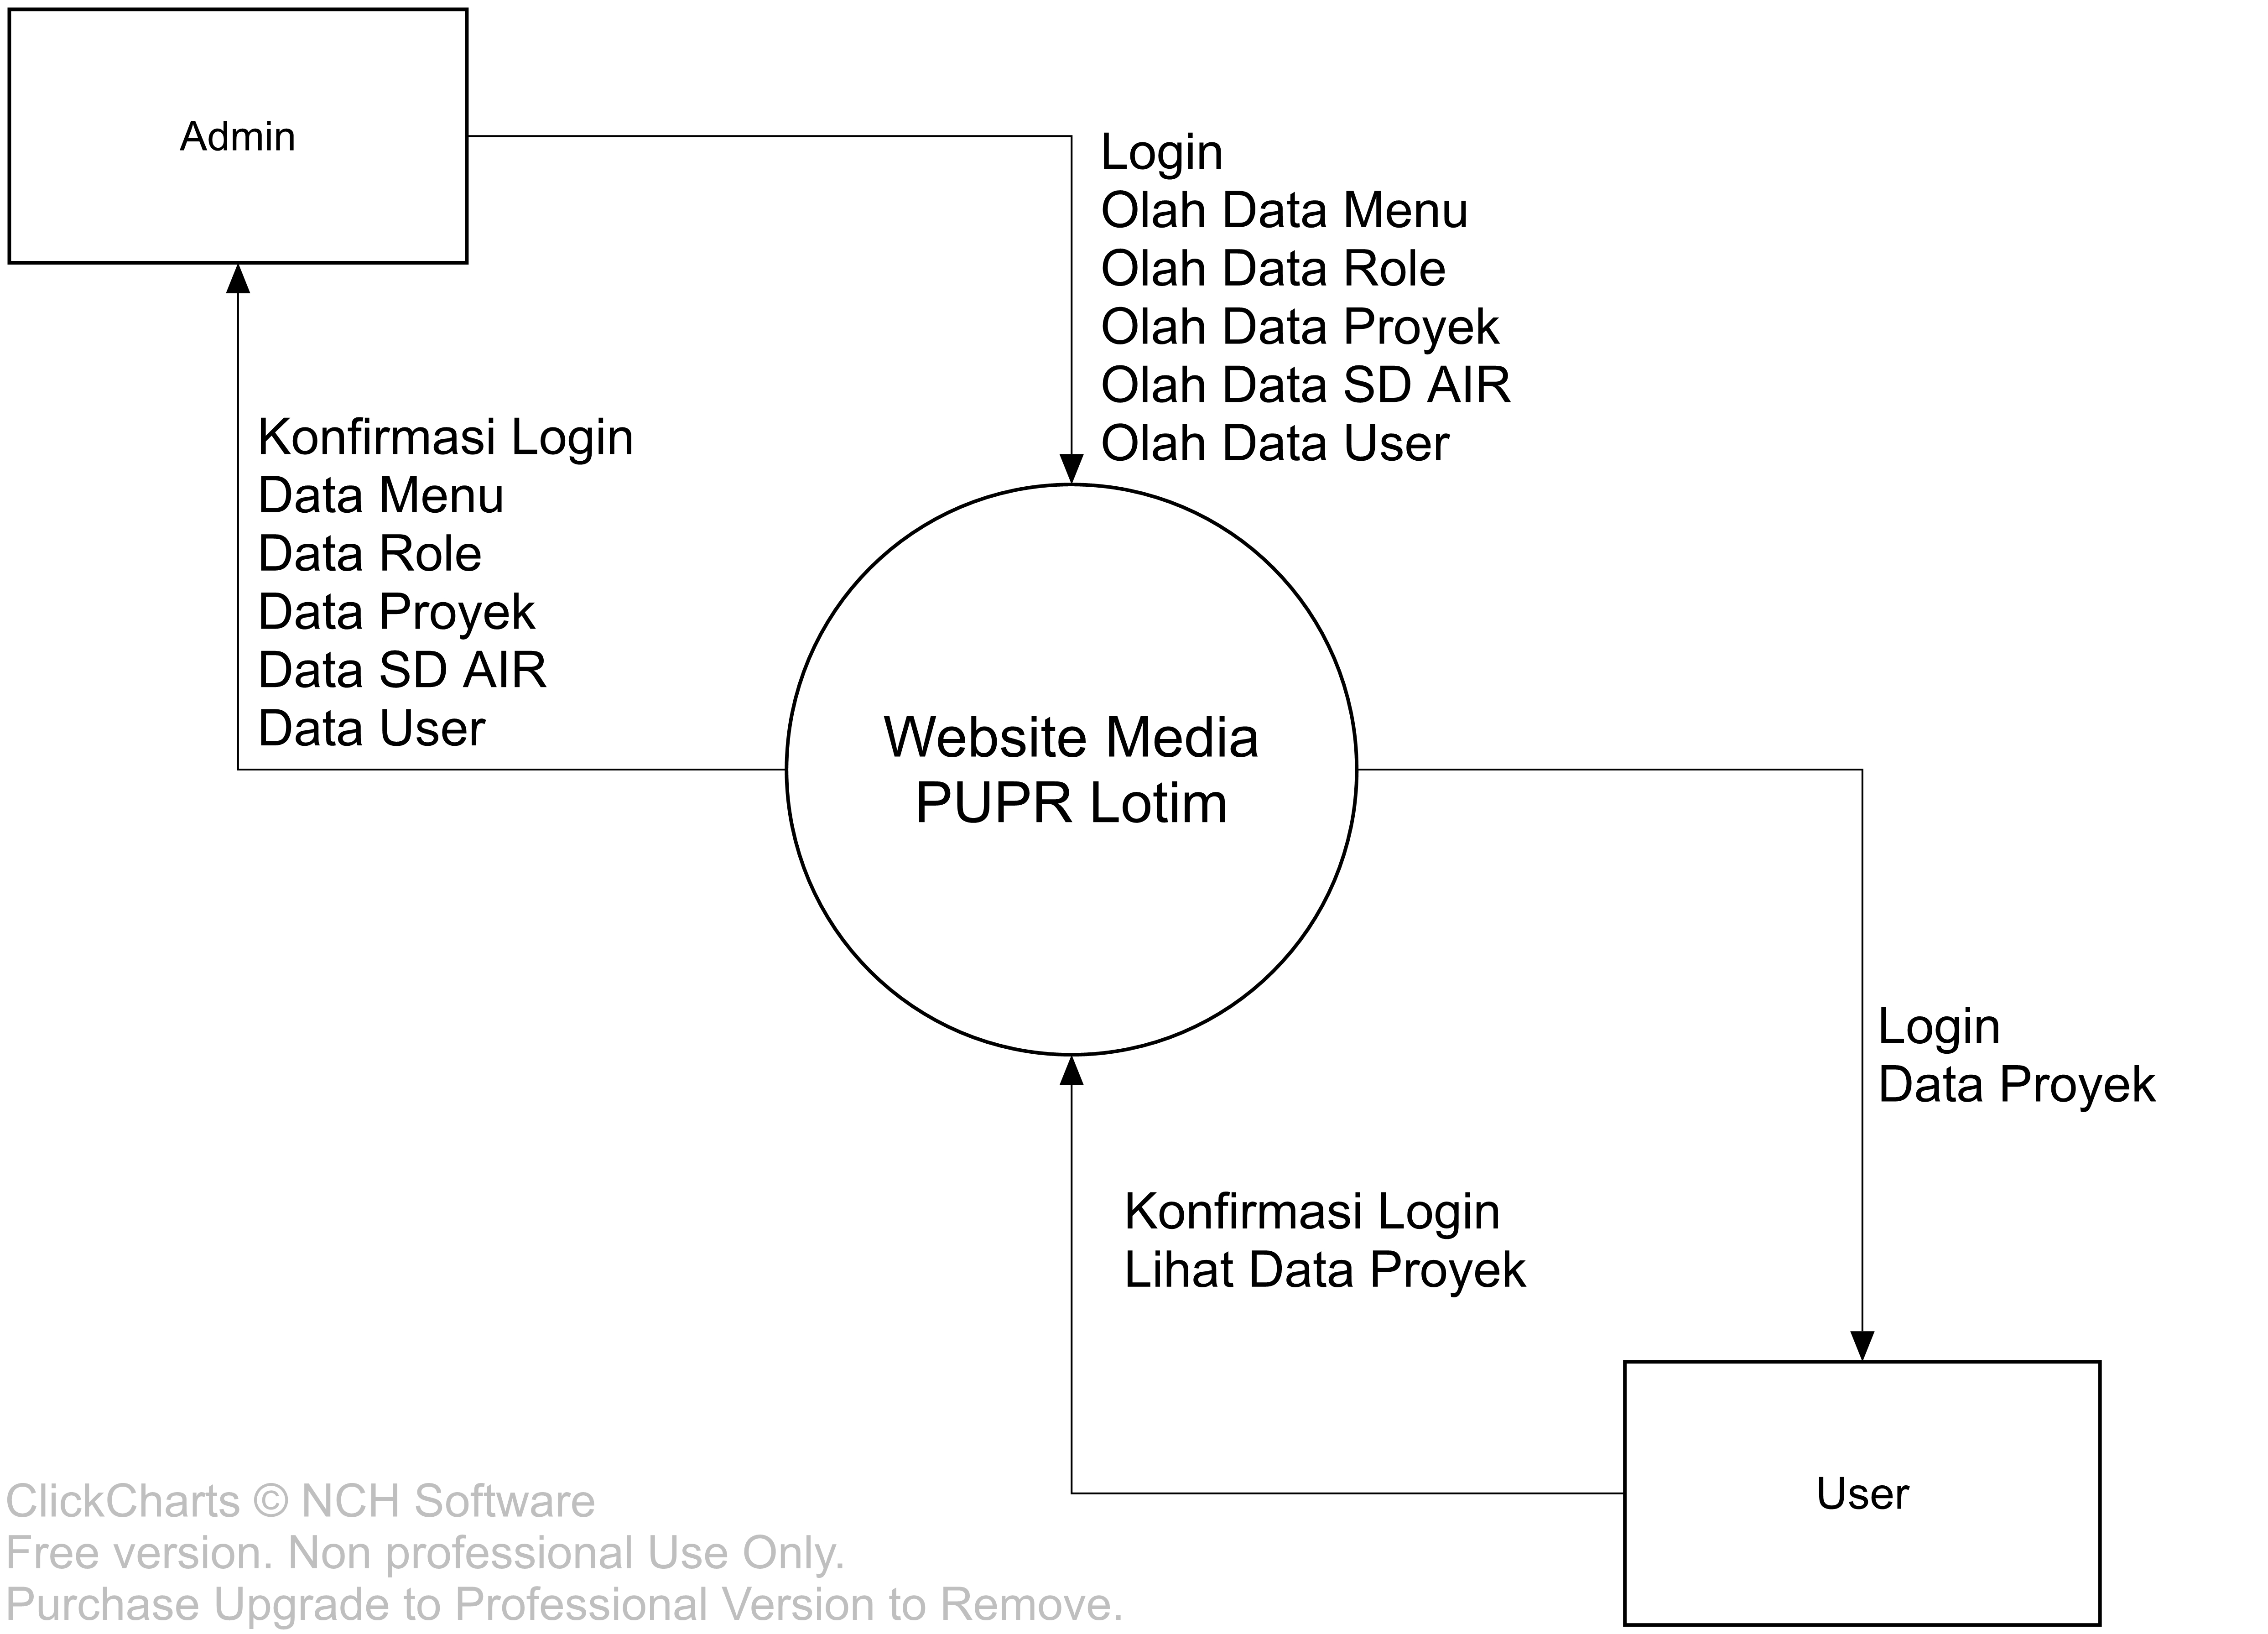 Admin
Login
Olah Data Menu
Olah Data Role
Olah Data Proyek
Olah Data SD AIR
Olah Data User
Konfirmasi Login
Data Menu
Data Role
Data Proyek
Data SD AIR
Data User
Website Media
PUPR Lotim
Login
Data Proyek
Konfirmasi Login
Lihat Data Proyek
User
ClickCharts © NCH Software
Free version. Non professional Use Only.
Purchase Upgrade to Professional Version to Remove.